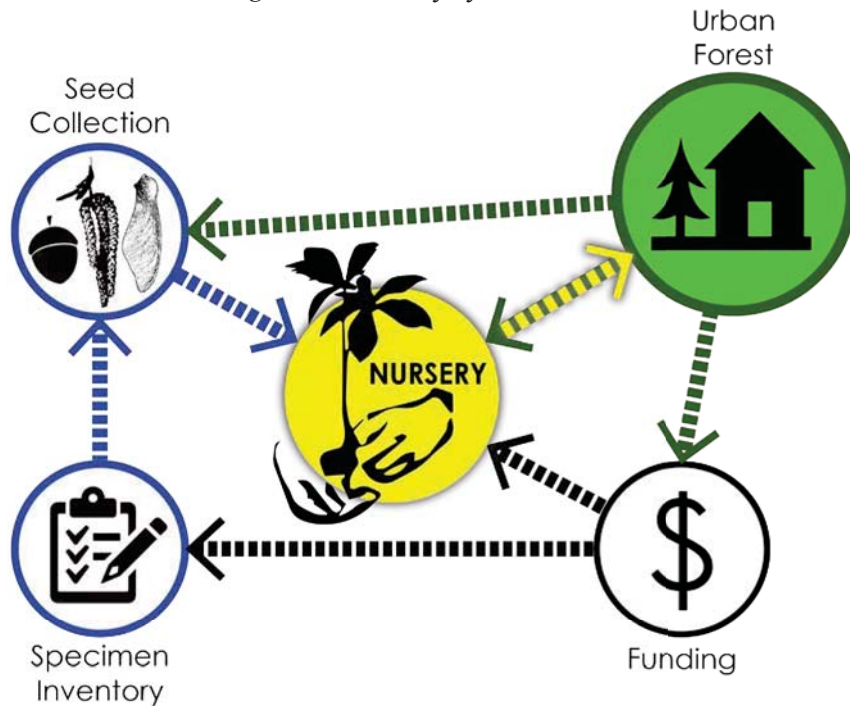 Urban
Forest
Seed
Collection
NURSERY
Specimen
Inventory
Funding